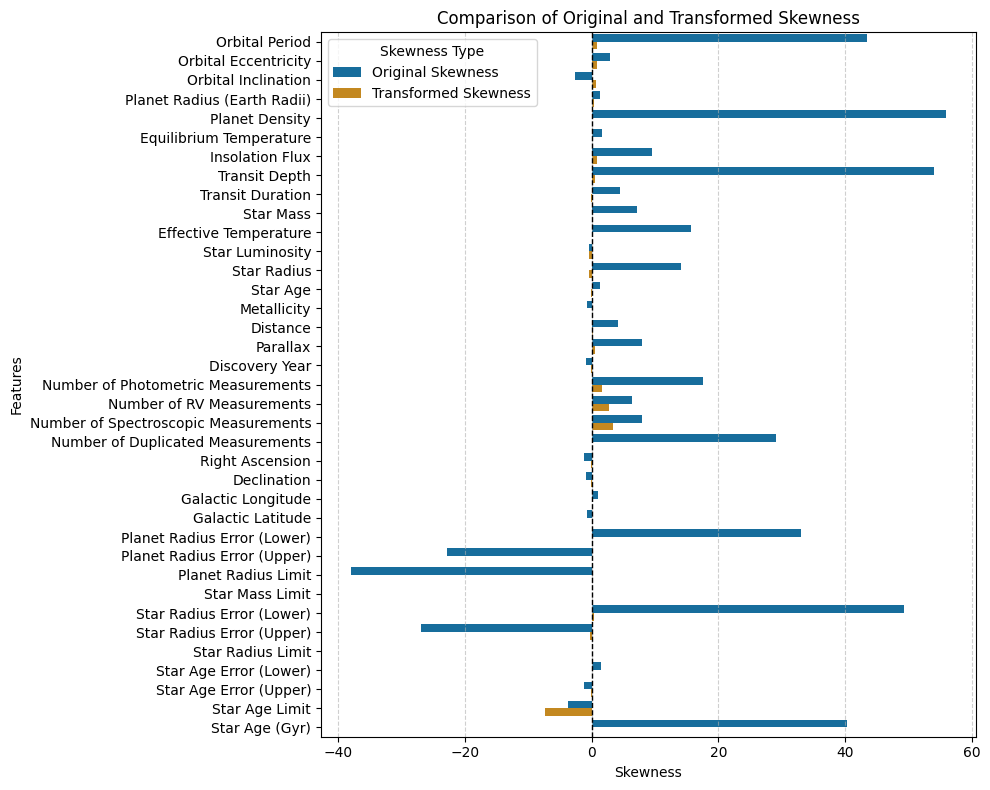 Comparison of Original and Transformed Skewness
Skewness Type
Original Skewness
Transformed Skewness
Features
Orbital Period
Orbital Eccentricity
Orbital Inclination
Planet Radius (Earth Radii)
Planet Density
Equilibrium Temperature
Insolation Flux
Transit Depth
Transit Duration
Star Mass
Effective Temperature
Star Luminosity
Star Radius
Star Age
Metallicity
Distance
Parallax
Discovery Year
Number of Photometric Measurements
Number of RV Measurements
Number of Spectroscopic Measurements
Number of Duplicated Measurements
Right Ascension
Declination
Galactic Longitude
Galactic Latitude
Planet Radius Error (Lower)
Planet Radius Error (Upper)
Planet Radius Limit
Star Mass Limit
Star Radius Error (Lower)
Star Radius Error (Upper)
Star Radius Limit
Star Age Error (Lower)
Star Age Error (Upper)
Star Age Limit
Star Age (Gyr)
−40 −20 0 20 40 60
Skewness